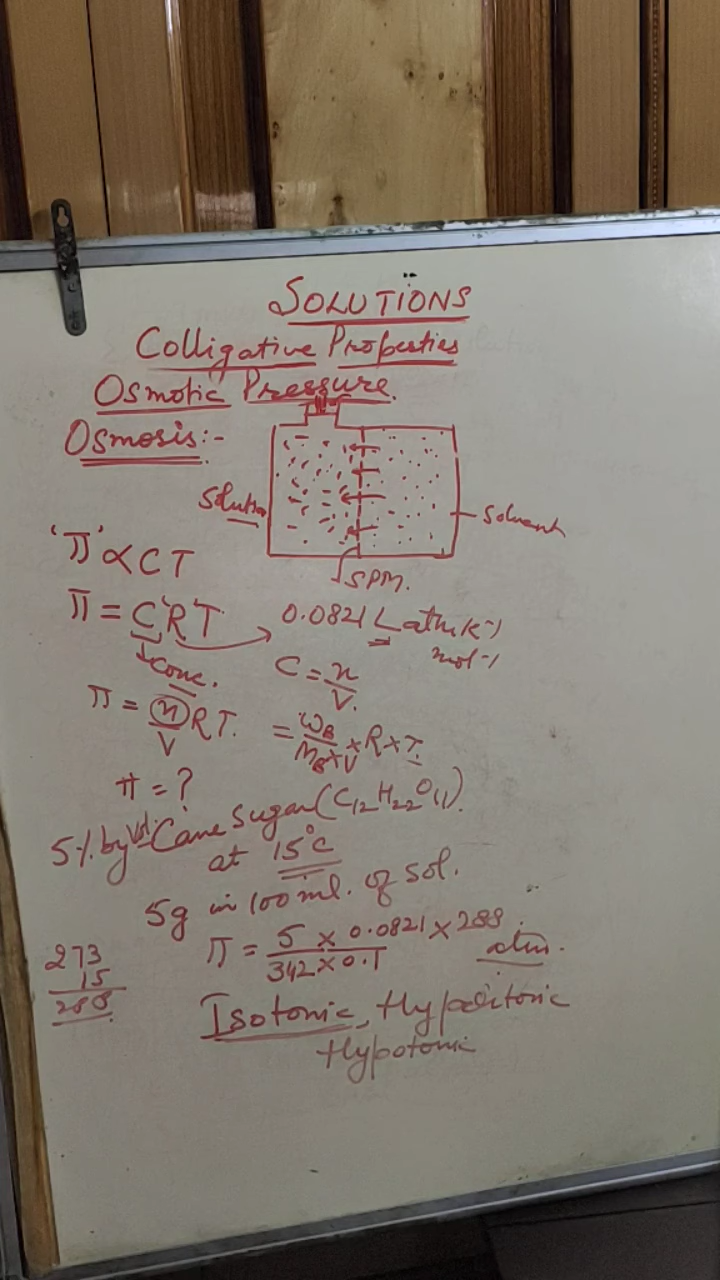 SOLUTIONS
Colligative Properties
Osmotic Pressure.
Osmosis:-
Solution
Solvent
SPM.
'π' ∝ CT
π = CRT
0.0821 L atm K⁻¹
mol⁻¹
Conc.
C = n/V.
π = n/V RT. = W_B/(M_B × V) × R × T.
π = ?
5% by Vol. Cane Sugar (C₁₂H₂₂O₁₁).
at 15°C
5g in 100 ml. of sol.
π = (5 × 0.0821 × 288)/(342 × 0.1) atm.
273
15
288
Isotonic,
Hypotonic